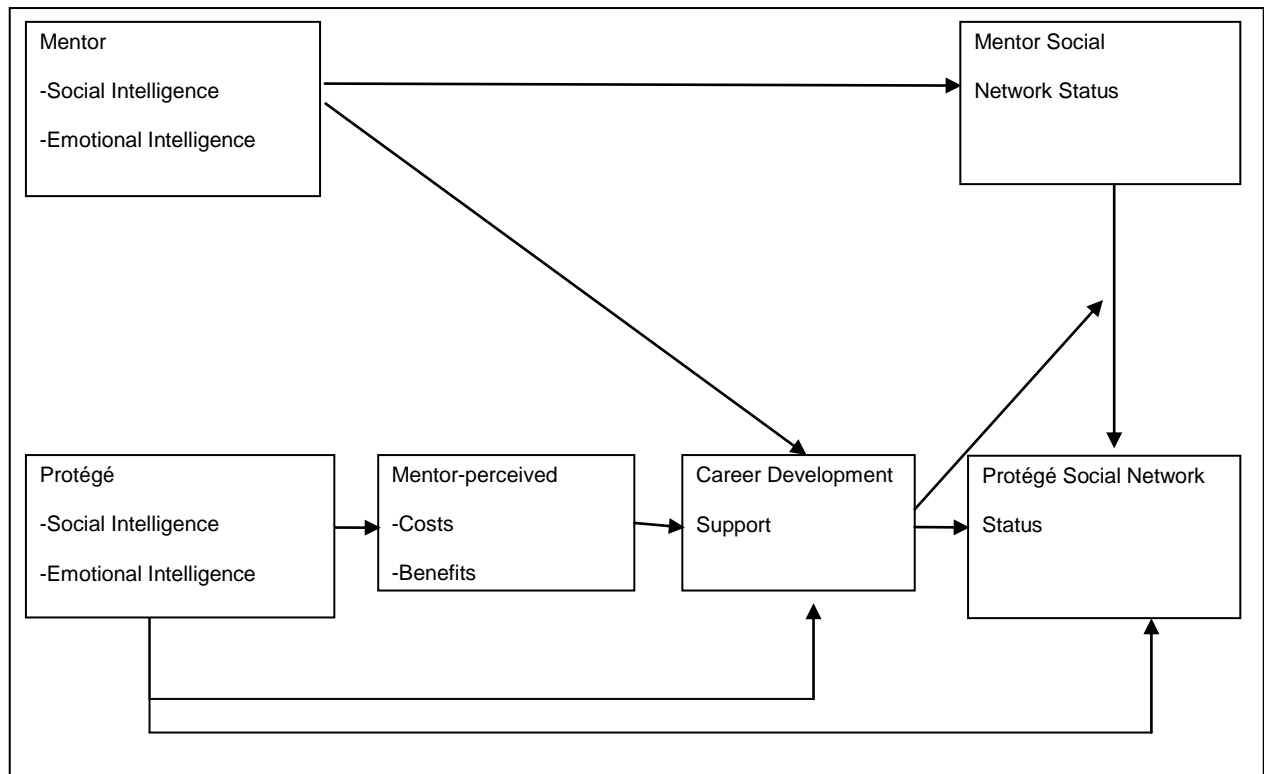 Mentor
-Social Intelligence
-Emotional Intelligence
Mentor Social
Network Status
Protégé
-Social Intelligence
-Emotional Intelligence
Mentor-perceived
-Costs
-Benefits
Career Development
Support
Protégé Social Network
Status